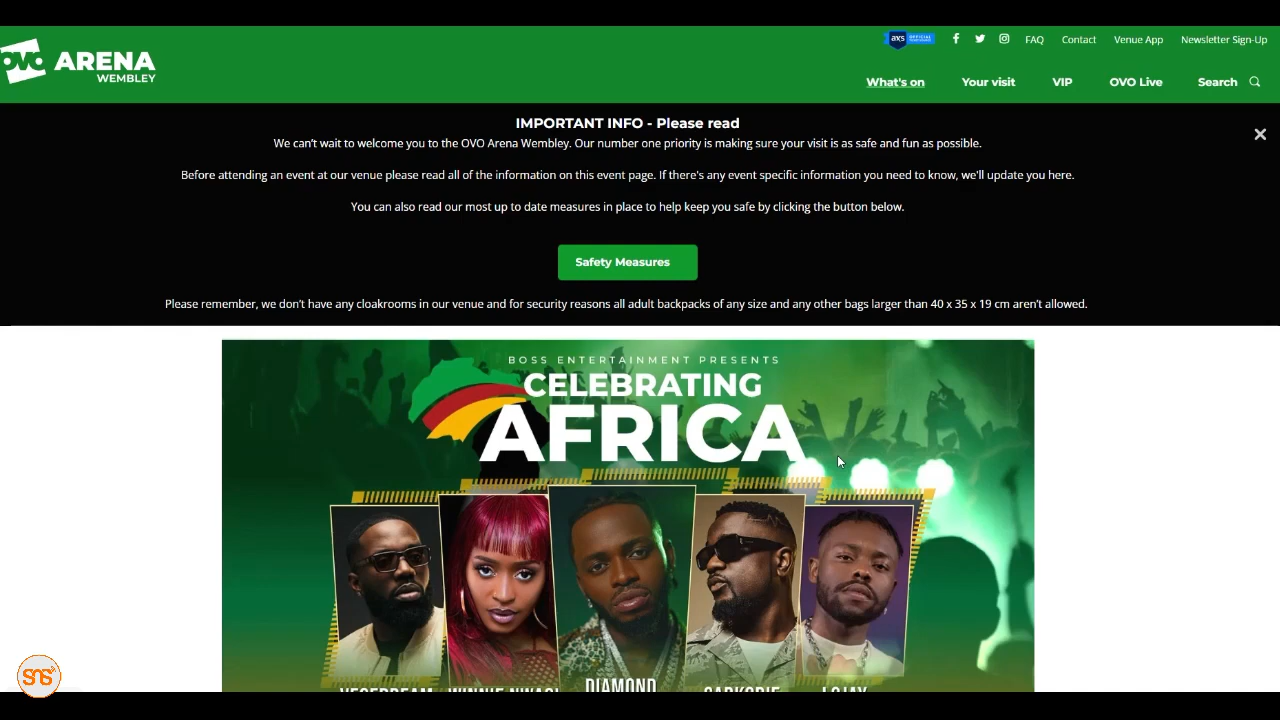 axs OFFICIAL
FAQ
Contact
Venue App
Newsletter Sign-Up
OVO ARENA
WEMBLEY
What's on
Your visit
VIP
OVO Live
Search
IMPORTANT INFO - Please read
We can’t wait to welcome you to the OVO Arena Wembley. Our number one priority is making sure your visit is as safe and fun as possible.
Before attending an event at our venue please read all of the information on this event page. If there's any event specific information you need to know, we'll update you here.
You can also read our most up to date measures in place to help keep you safe by clicking the button below.
Safety Measures
Please remember, we don’t have any cloakrooms in our venue and for security reasons all adult backpacks of any size and any other bags larger than 40 x 35 x 19 cm aren’t allowed.
BOSS ENTERTAINMENT PRESENTS
CELEBRATING
AFRICA
DIAMOND
SNS